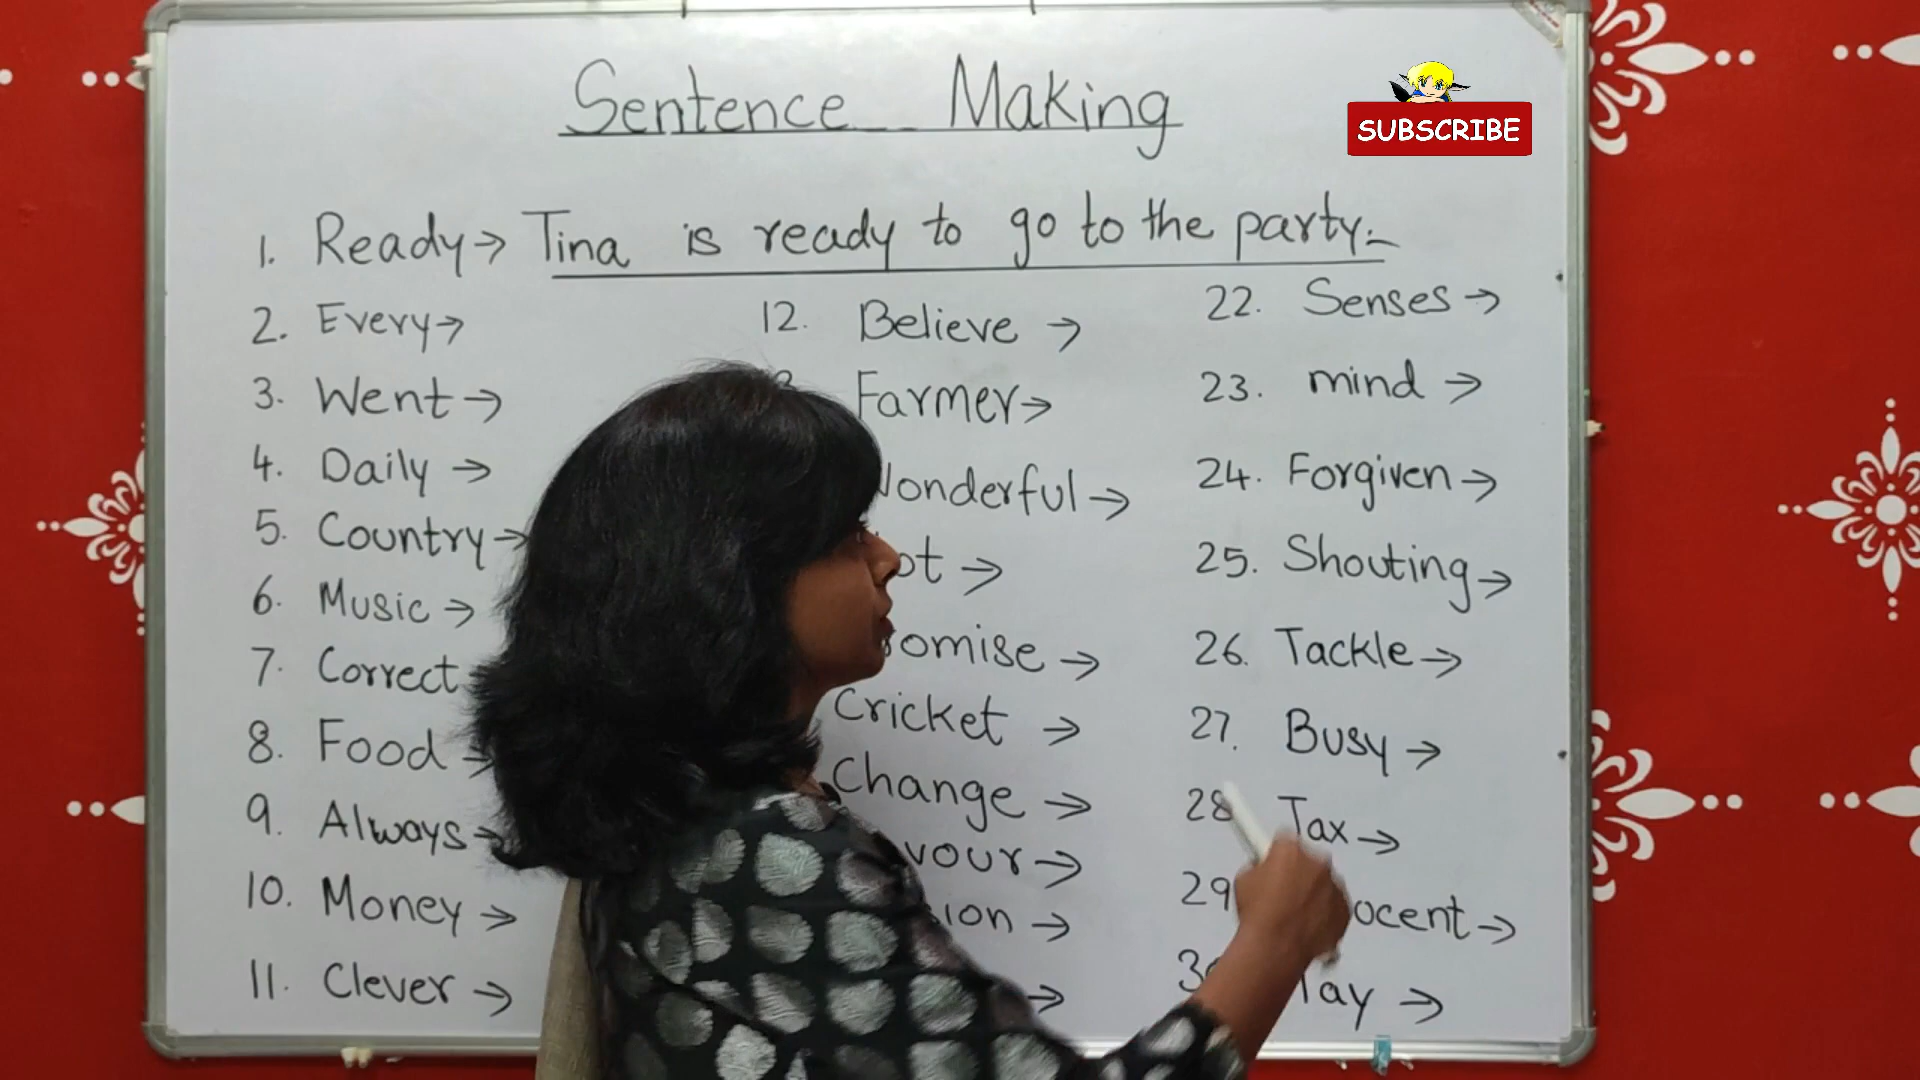 Sentence Making
SUBSCRIBE
1. Ready → Tina is ready to go to the party.
2. Every →
3. Went →
4. Daily →
5. Country →
6. Music →
7. Correct
8. Food →
9. Always →
10. Money →
11. Clever →
12. Believe →
Farmer →
→
→
→
Cricket →
Change →
→
→
→
22. Senses →
23. mind →
24. Forgiven →
25. Shouting →
26. Tackle →
27. Busy →
28 Tax →
29 →
→